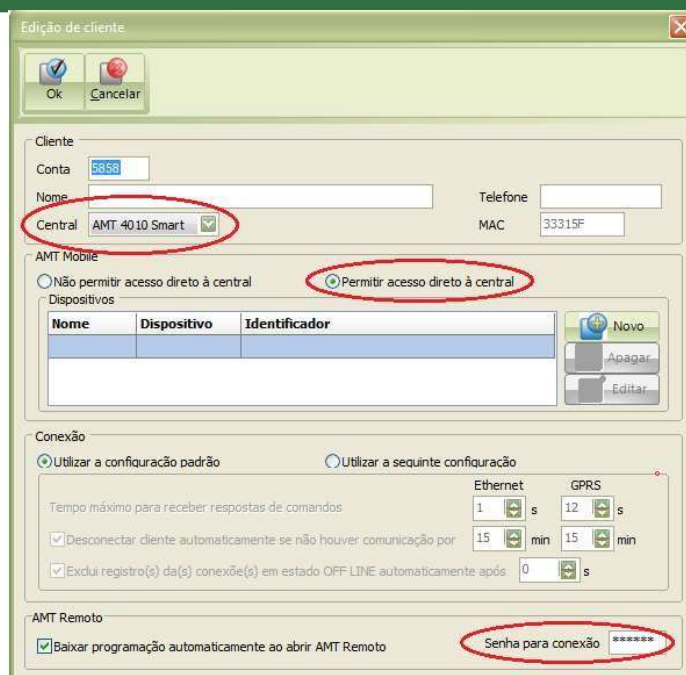 Edição de cliente
Ok Cancelar
Cliente
Conta 5858
Nome Telefone
Central AMT 4010 Smart MAC 33315F
AMT Mobile
Não permitir acesso direto à central Permitir acesso direto à central
Dispositivos
Nome Dispositivo Identificador
Novo
Apagar
Editar
Conexão
Utilizar a configuração padrão Utilizar a seguinte configuração
Ethernet GPRS
Tempo máximo para receber respostas de comandos 1 s 12 s
Desconectar cliente automaticamente se não houver comunicação por 15 min 15 min
Exclui registro(s) da(s) conexõe(s) em estado OFF LINE automaticamente após 0 s
AMT Remoto
Baixar programação automaticamente ao abrir AMT Remoto Senha para conexão ******